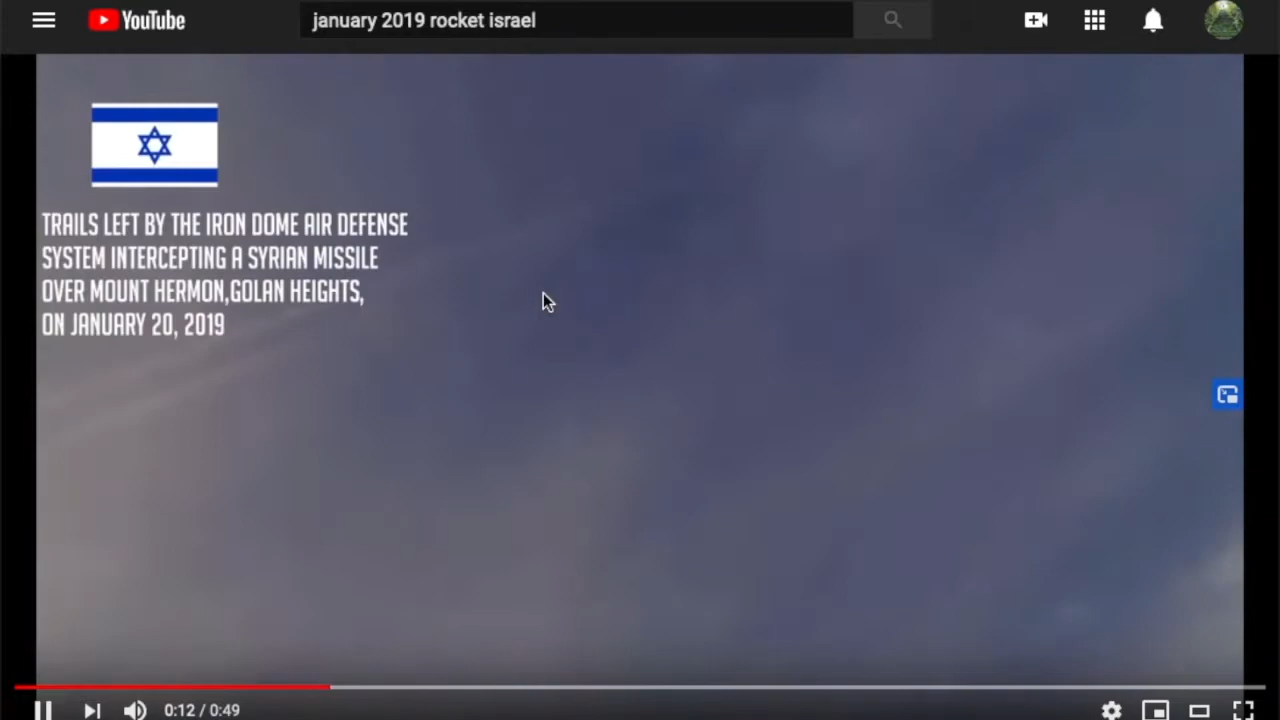 YouTube
january 2019 rocket israel
TRAILS LEFT BY THE IRON DOME AIR DEFENSE
SYSTEM INTERCEPTING A SYRIAN MISSILE
OVER MOUNT HERMON,GOLAN HEIGHTS,
ON JANUARY 20, 2019
0:12 / 0:49